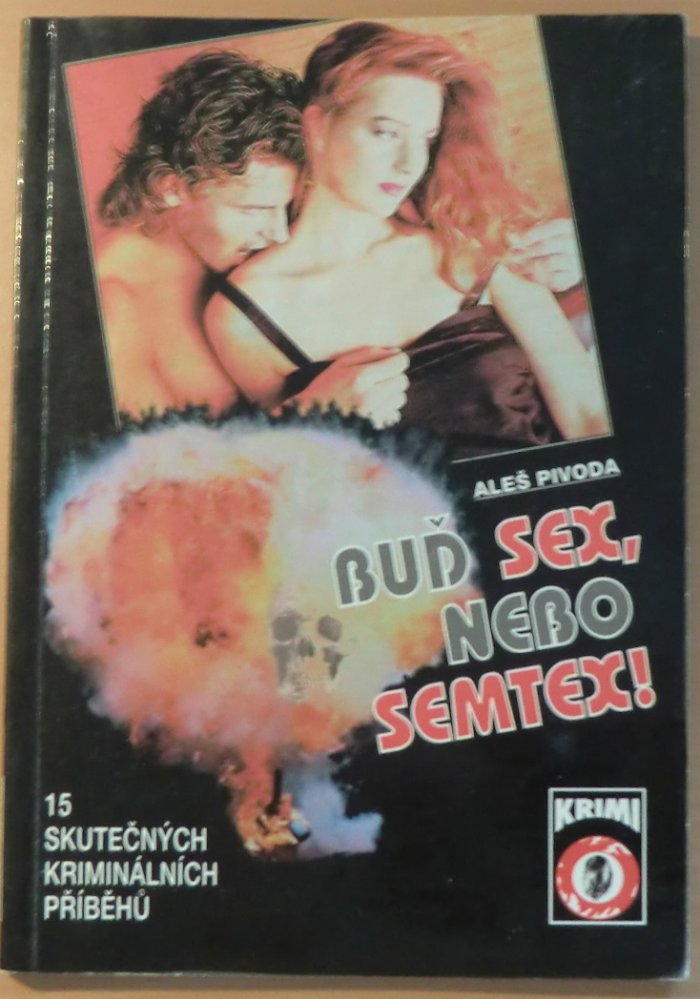 ALEŠ PIVODA
BUĎ SEX,
NEBO
SEMTEX!
15
SKUTEČNÝCH
KRIMINÁLNÍCH
PŘÍBĚHŮ
KRIMI